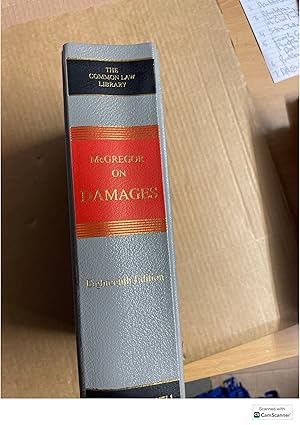 THE
COMMON LAW
LIBRARY
MCGREGOR
ON
DAMAGES
Eighteenth Edition
Scanned with
CamScanner